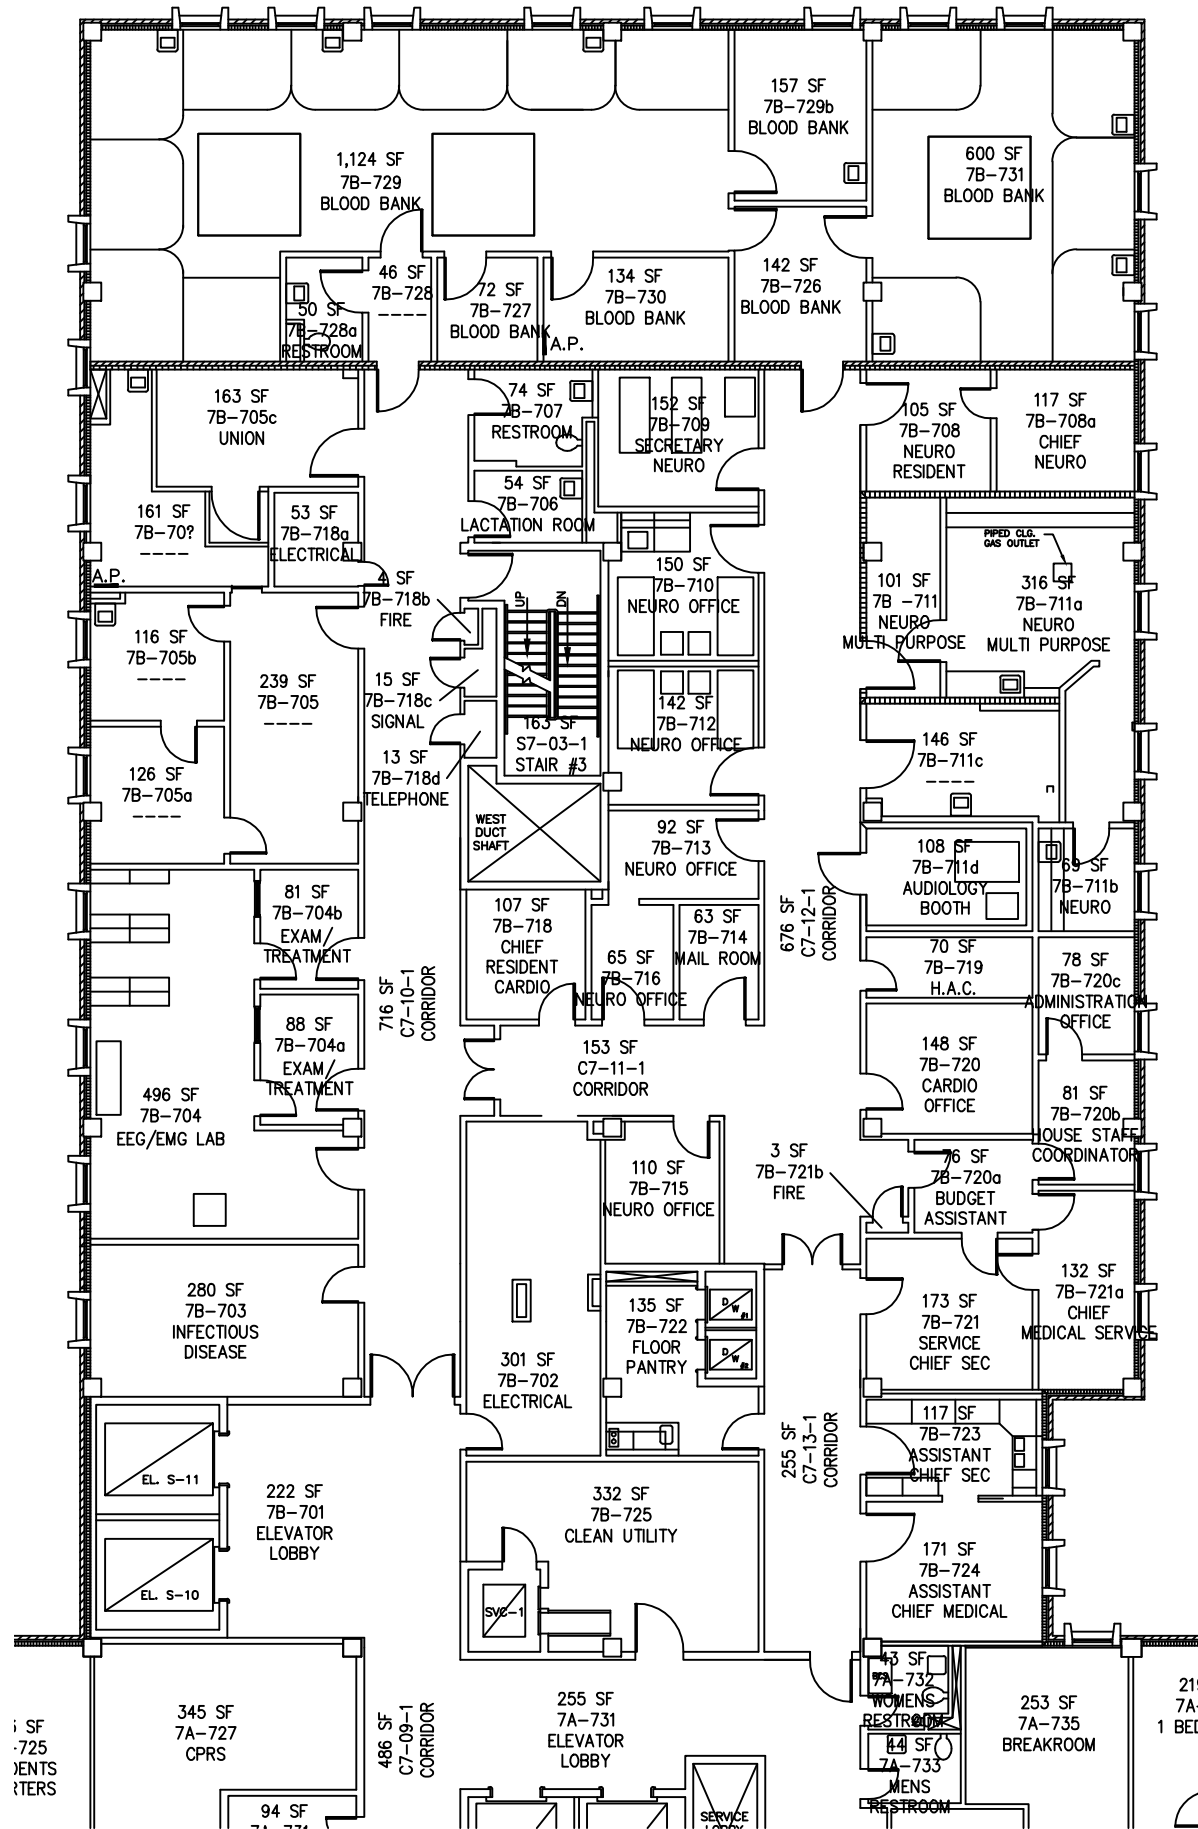 157 SF
7B-729b
BLOOD BANK
1,124 SF
7B-729
BLOOD BANK
600 SF
7B-731
BLOOD BANK
46 SF
7B-728
----
50 SF
7B-728a
RESTROOM
72 SF
7B-727
BLOOD BANK
134 SF
7B-730
BLOOD BANK
A.P.
142 SF
7B-726
BLOOD BANK
163 SF
7B-705c
UNION
74 SF
7B-707
RESTROOM
152 SF
7B-709
SECRETARY
NEURO
105 SF
7B-708
NEURO
RESIDENT
117 SF
7B-708a
CHIEF
NEURO
161 SF
7B-70?
----
A.P.
53 SF
7B-718a
ELECTRICAL
54 SF
7B-706
LACTATION ROOM
4 SF
7B-718b
FIRE
150 SF
7B-710
NEURO OFFICE
PIPED CLG.
GAS OUTLET
101 SF
7B -711
NEURO
MULTI PURPOSE
316 SF
7B-711a
NEURO
MULTI PURPOSE
UP
DN
116 SF
7B-705b
----
239 SF
7B-705
----
15 SF
7B-718c
SIGNAL
163 SF
S7-03-1
STAIR #3
142 SF
7B-712
NEURO OFFICE
13 SF
7B-718d
TELEPHONE
126 SF
7B-705a
----
146 SF
7B-711c
----
WEST
DUCT
SHAFT
92 SF
7B-713
NEURO OFFICE
108 SF
7B-711d
AUDIOLOGY
BOOTH
69 SF
7B-711b
NEURO
81 SF
7B-704b
EXAM/
TREATMENT
107 SF
7B-718
CHIEF
RESIDENT
CARDIO
65 SF
7B-716
NEURO OFFICE
63 SF
7B-714
MAIL ROOM
676 SF
C7-12-1
CORRIDOR
70 SF
7B-719
H.A.C.
78 SF
7B-720c
ADMINISTRATION
OFFICE
716 SF
C7-10-1
CORRIDOR
88 SF
7B-704a
EXAM/
TREATMENT
153 SF
C7-11-1
CORRIDOR
148 SF
7B-720
CARDIO
OFFICE
496 SF
7B-704
EEG/EMG LAB
81 SF
7B-720b
HOUSE STAFF
COORDINATOR
110 SF
7B-715
NEURO OFFICE
3 SF
7B-721b
FIRE
76 SF
7B-720a
BUDGET
ASSISTANT
280 SF
7B-703
INFECTIOUS
DISEASE
135 SF
7B-722
FLOOR
PANTRY
D
W
#1
D
W
#2
173 SF
7B-721
SERVICE
CHIEF SEC
132 SF
7B-721a
CHIEF
MEDICAL SERVICE
301 SF
7B-702
ELECTRICAL
255 SF
C7-13-1
CORRIDOR
117 SF
7B-723
ASSISTANT
CHIEF SEC
EL. S-11
222 SF
7B-701
ELEVATOR
LOBBY
332 SF
7B-725
CLEAN UTILITY
171 SF
7B-724
ASSISTANT
CHIEF MEDICAL
EL. S-10
SVC-1
43 SF
7A-732
WOMENS
RESTROOM
345 SF
7A-727
CPRS
486 SF
C7-09-1
CORRIDOR
255 SF
7A-731
ELEVATOR
LOBBY
253 SF
7A-735
BREAKROOM
219
7A-
1 BED
SF
-725
DENTS
RTERS
44 SF
7A-733
MENS
RESTROOM
94 SF
SERVICE